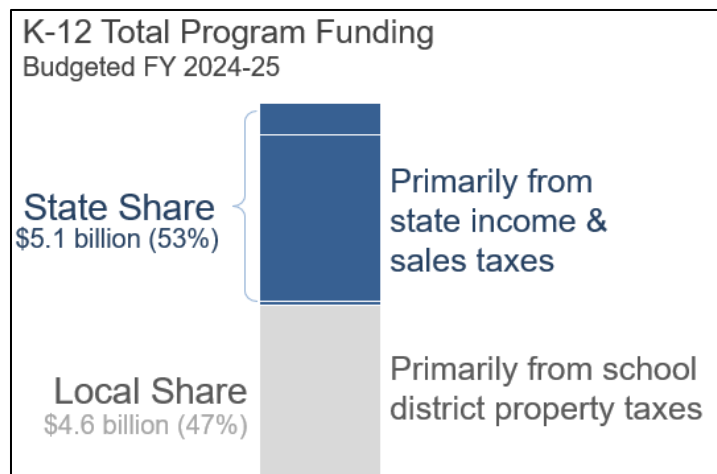 K-12 Total Program Funding
Budgeted FY 2024-25
State Share
$5.1 billion (53%)
Primarily from
state income &
sales taxes
Local Share
$4.6 billion (47%)
Primarily from school
district property taxes